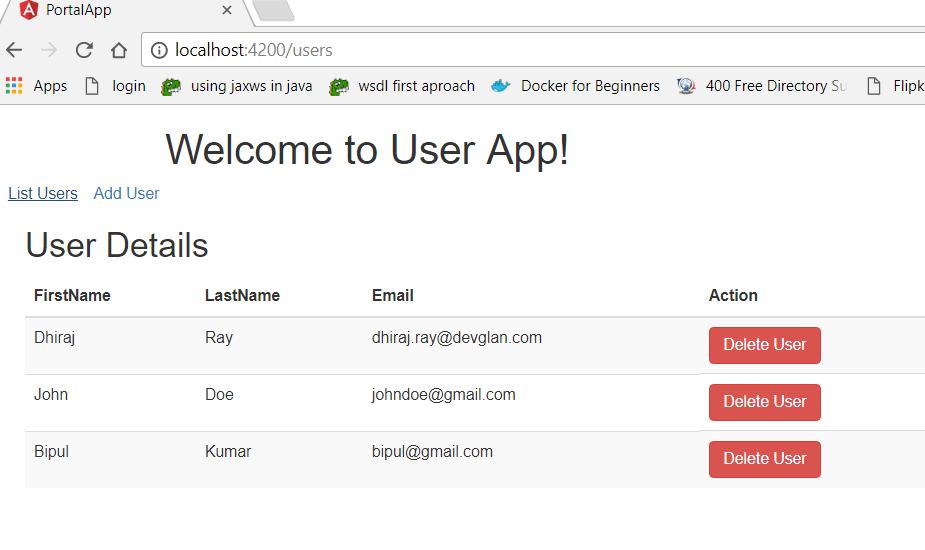 PortalApp
localhost:4200/users
Apps login using jaxws in java wsdl first aproach Docker for Beginners 400 Free Directory Su Flipk
Welcome to User App!
List Users Add User
User Details
FirstName LastName Email Action
Dhiraj Ray dhiraj.ray@devglan.com Delete User
John Doe johndoe@gmail.com Delete User
Bipul Kumar bipul@gmail.com Delete User